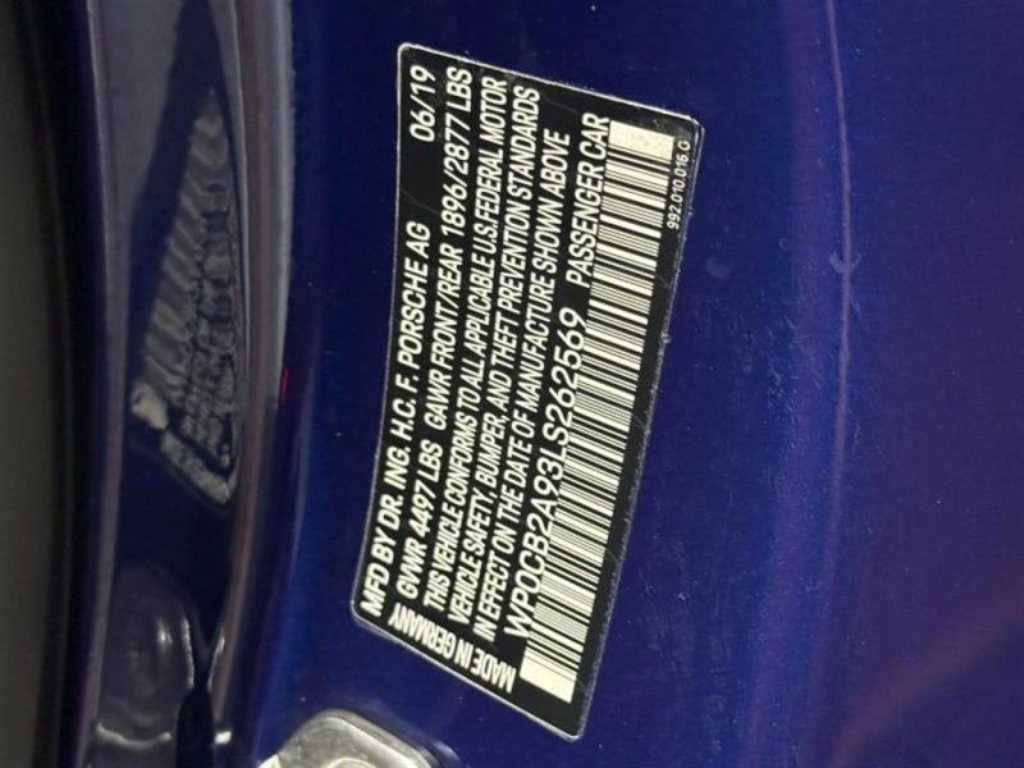 MFD BY DR. ING. H.C. F. PORSCHE AG 06/19
GVWR 4497 LBS GAWR FRONT/REAR 1896/2877 LBS
THIS VEHICLE CONFORMS TO ALL APPLICABLE U.S. FEDERAL MOTOR
VEHICLE SAFETY, BUMPER, AND THEFT PREVENTION STANDARDS
IN EFFECT ON THE DATE OF MANUFACTURE SHOWN ABOVE
WP0CB2A93LS262569 PASSENGER CAR
MADE IN GERMANY
992.010.016 G